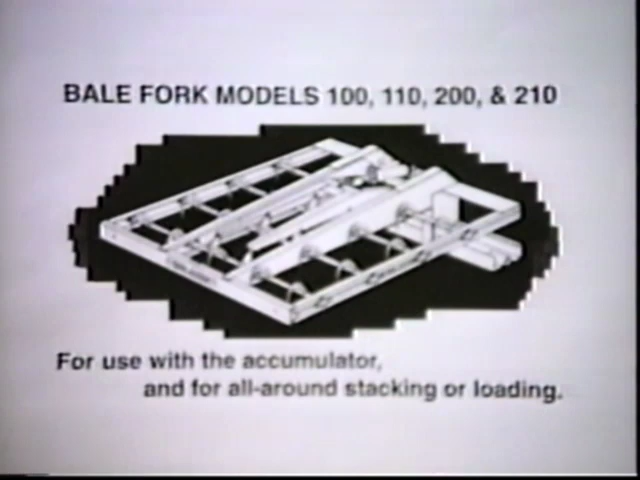 BALE FORK MODELS 100, 110, 200, & 210
For use with the accumulator,
and for all-around stacking or loading.